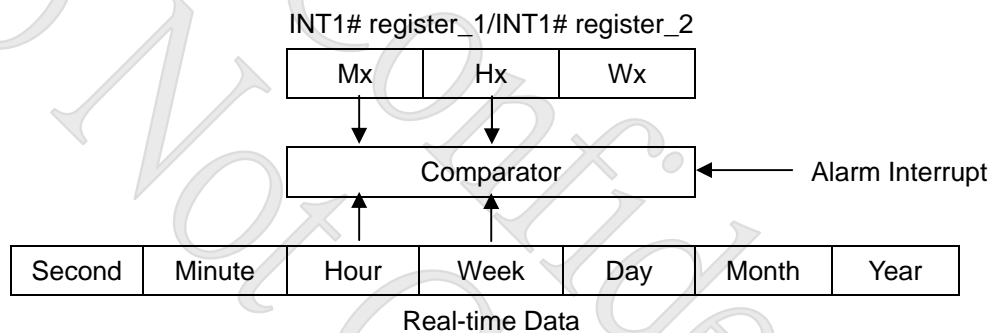 INT1# register_1/INT1# register_2
Mx Hx Wx
Comparator
Alarm Interrupt
Second Minute Hour Week Day Month Year
Real-time Data